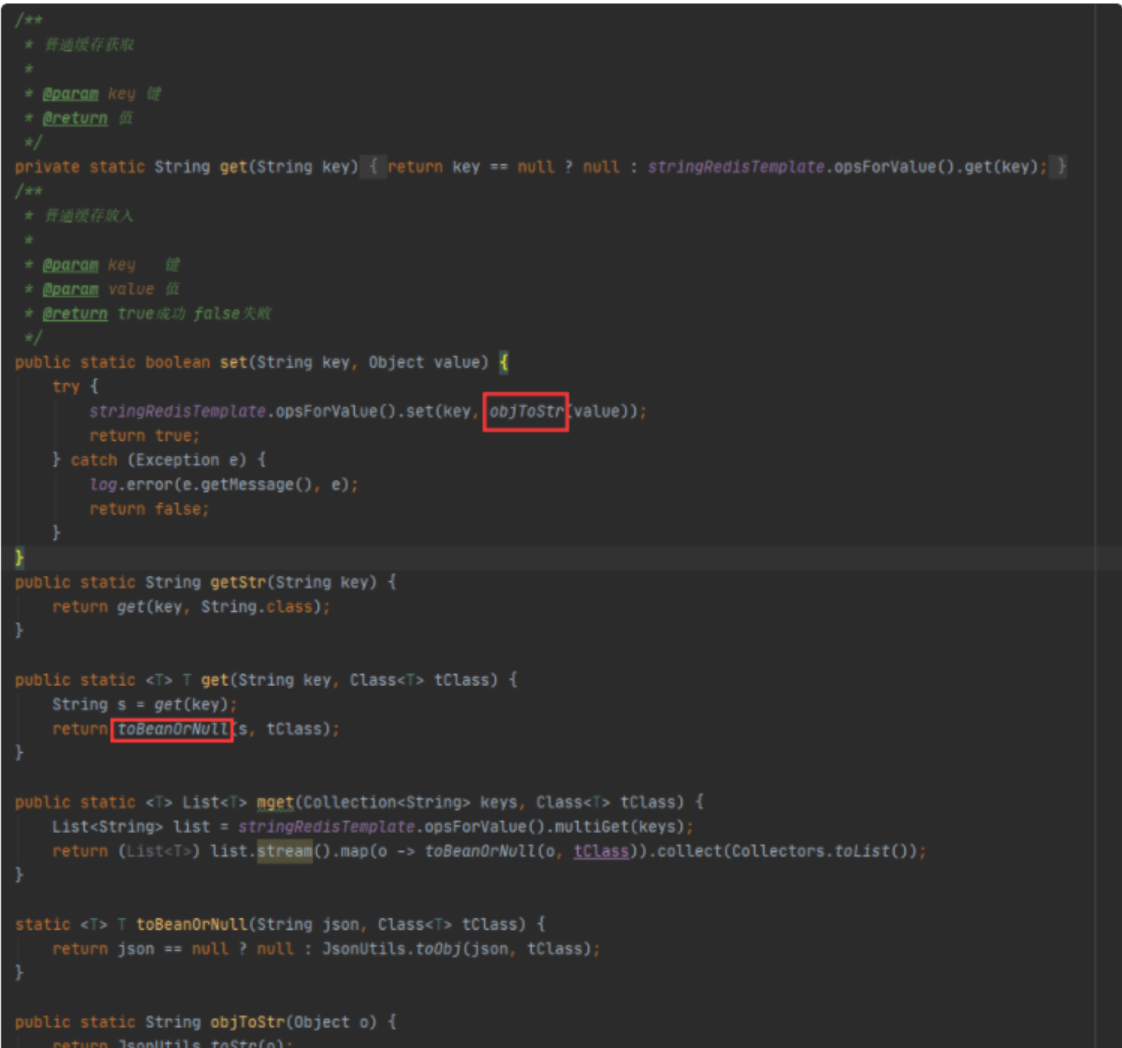 /**
 * 普通缓存获取
 *
 * @param key 键
 * @return 值
 */
private static String get(String key) { return key == null ? null : stringRedisTemplate.opsForValue().get(key); }
/**
 * 普通缓存放入
 *
 * @param key   键
 * @param value 值
 * @return true成功 false失败
 */
public static boolean set(String key, Object value) {
    try {
        stringRedisTemplate.opsForValue().set(key, objToStr(value));
        return true;
    } catch (Exception e) {
        log.error(e.getMessage(), e);
        return false;
    }
}
public static String getStr(String key) {
    return get(key, String.class);
}

public static <T> T get(String key, Class<T> tClass) {
    String s = get(key);
    return toBeanOrNull(s, tClass);
}

public static <T> List<T> mget(Collection<String> keys, Class<T> tClass) {
    List<String> list = stringRedisTemplate.opsForValue().multiGet(keys);
    return (List<T>) list.stream().map(o -> toBeanOrNull(o, tClass)).collect(Collectors.toList());
}

static <T> T toBeanOrNull(String json, Class<T> tClass) {
    return json == null ? null : JsonUtils.toObj(json, tClass);
}

public static String objToStr(Object o) {
    return JsonUtils.toStr(o);